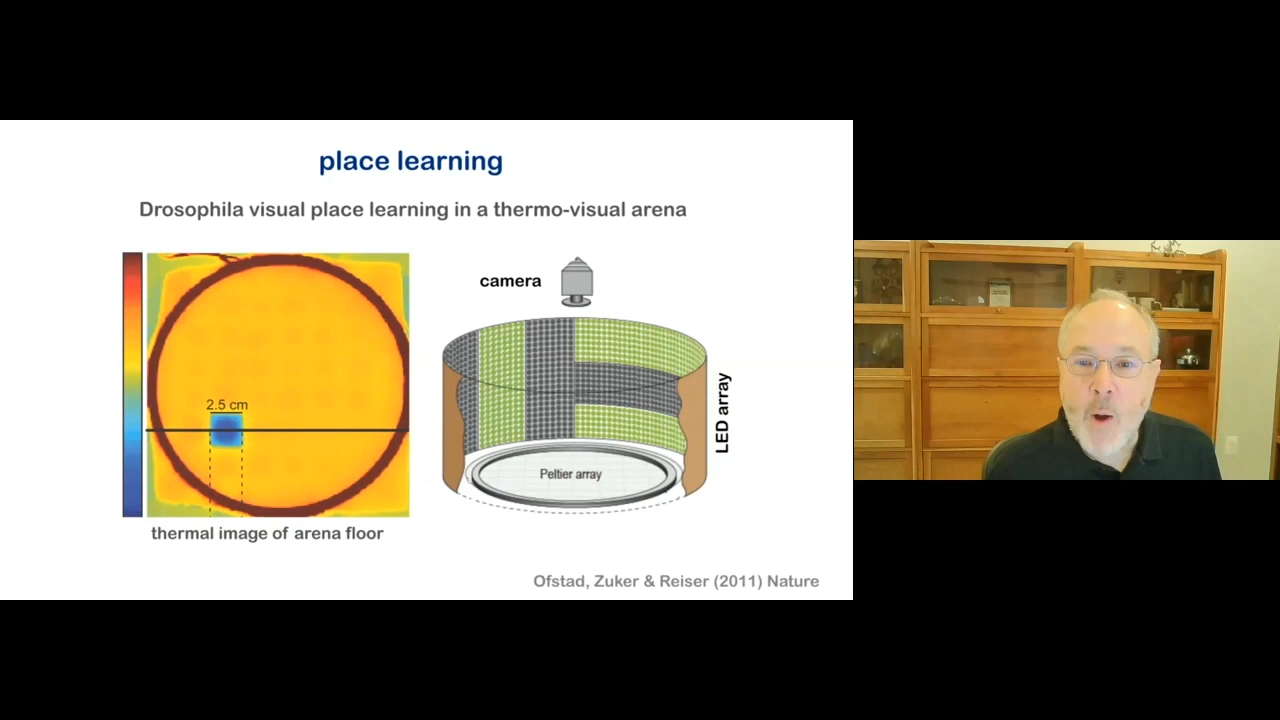 place learning
Drosophila visual place learning in a thermo-visual arena
2.5 cm
thermal image of arena floor
camera
LED array
Peltier array
Ofstad, Zuker & Reiser (2011) Nature